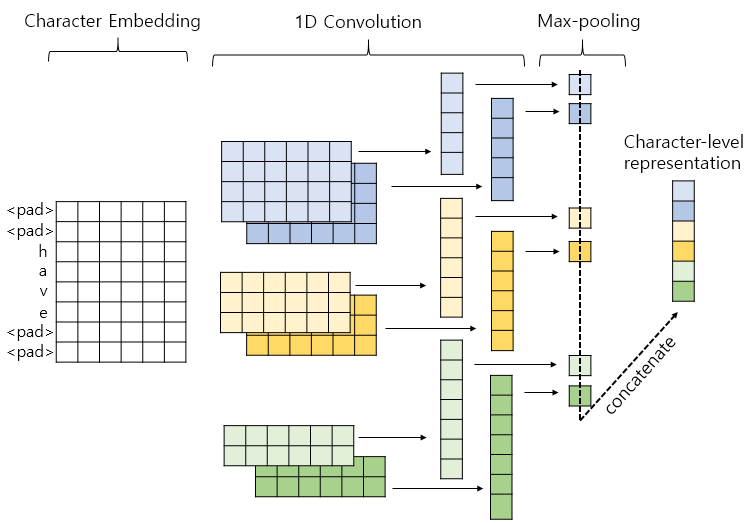 Character Embedding
1D Convolution
Max-pooling
Character-level
representation
<pad>
<pad>
h
a
v
e
<pad>
<pad>
concatenate